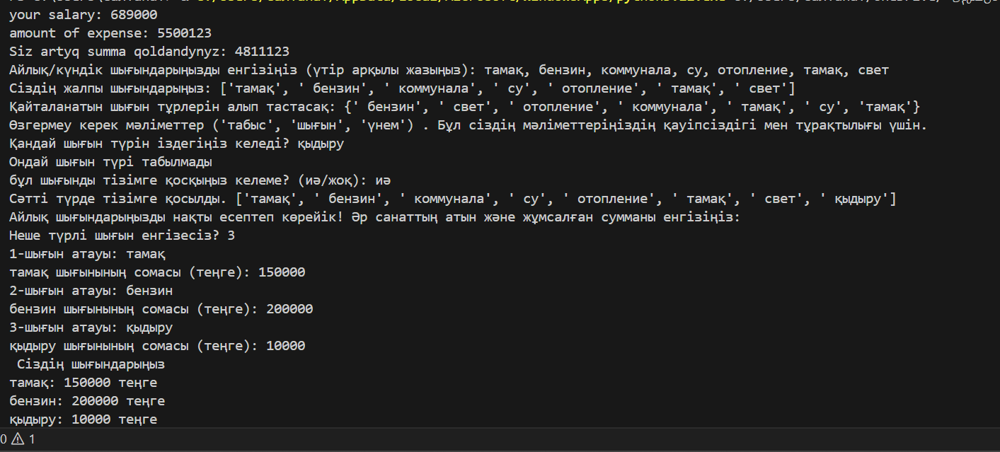 your salary: 689000
amount of expense: 5500123
Siz artyq summa qoldandynyz: 4811123
Айлық/күндік шығындарыңызды енгізіңіз (үтір арқылы жазыңыз): тамақ, бензин, коммунала, су, отопление, тамақ, свет
Сіздің жалпы шығындарыңыз: ['тамақ', ' бензин', ' коммунала', ' су', ' отопление', ' тамақ', ' свет']
Қайталанатын шығын түрлерін алып тастасақ: {' бензин', ' свет', ' отопление', ' коммунала', ' тамақ', ' су', 'тамақ'}
Өзгермеу керек мәліметтер ('табыс', 'шығын', 'үнем') . Бұл сіздің мәліметтеріңіздің қауіпсіздігі мен тұрақтылығы үшін.
Қандай шығын түрін іздегіңіз келеді? қыдыру
Ондай шығын түрі табылмады
бұл шығынды тізімге қосқыңыз келеме? (иә/жоқ): иә
Сәтті түрде тізімге қосылды. ['тамақ', ' бензин', ' коммунала', ' су', ' отопление', ' тамақ', ' свет', ' қыдыру']
Айлық шығындарыңызды нақты есептеп көрейік! Әр санаттың атын және жұмсалған сумманы енгізіңіз:
Неше түрлі шығын енгізесіз? 3
1-шығын атауы: тамақ
тамақ шығынының сомасы (теңге): 150000
2-шығын атауы: бензин
бензин шығынының сомасы (теңге): 200000
3-шығын атауы: қыдыру
қыдыру шығынының сомасы (теңге): 10000
Сіздің шығындарыңыз
тамақ: 150000 теңге
бензин: 200000 теңге
қыдыру: 10000 теңге
0 ⚠ 1